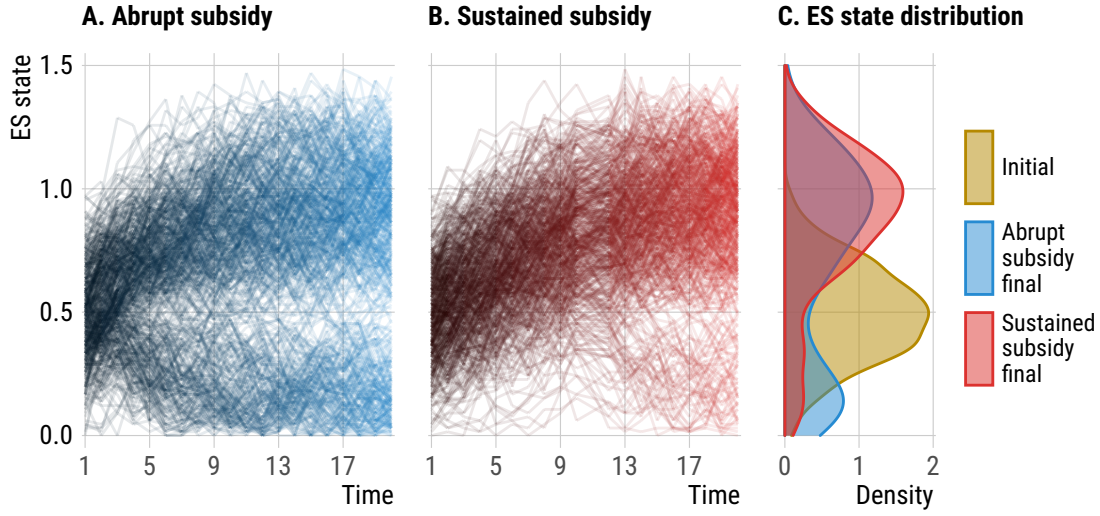 A. Abrupt subsidy
B. Sustained subsidy
C. ES state distribution
ES state
1.5
1.0
0.5
0.0
1 5 9 13 17
Time
1 5 9 13 17
Time
0 1 2
Density
Initial
Abrupt
subsidy
final
Sustained
subsidy
final